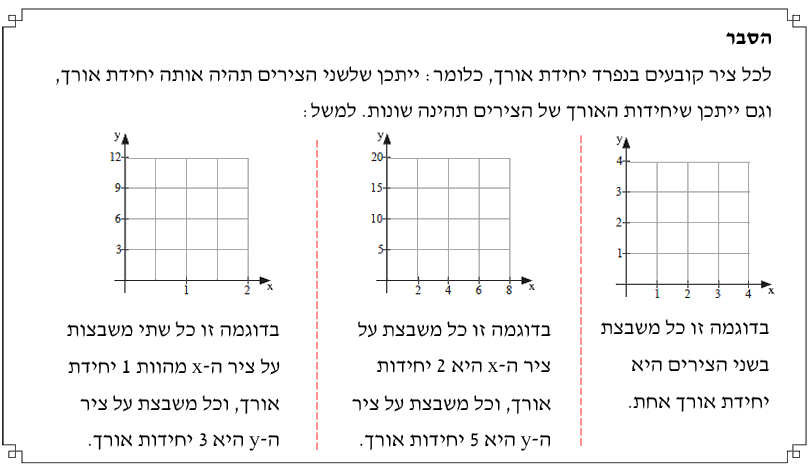 הסבר
לכל ציר קובעים בנפרד יחידת אורך, כלומר: ייתכן שלשני הצירים תהיה אותה יחידת אורך,
וגם ייתכן שיחידות האורך של הצירים תהינה שונות. למשל:
y
4
3
2
1
1 2 3 4 x
בדוגמה זו כל משבצת
בשני הצירים היא
יחידת אורך אחת.
y
20
15
10
5
2 4 6 8 x
בדוגמה זו כל משבצת על
ציר ה-x היא 2 יחידות
אורך, וכל משבצת על ציר
ה-y היא 5 יחידות אורך.
y
12
9
6
3
1 2 x
בדוגמה זו כל שתי משבצות
על ציר ה-x מהוות 1 יחידת
אורך, וכל משבצת על ציר
ה-y היא 3 יחידות אורך.